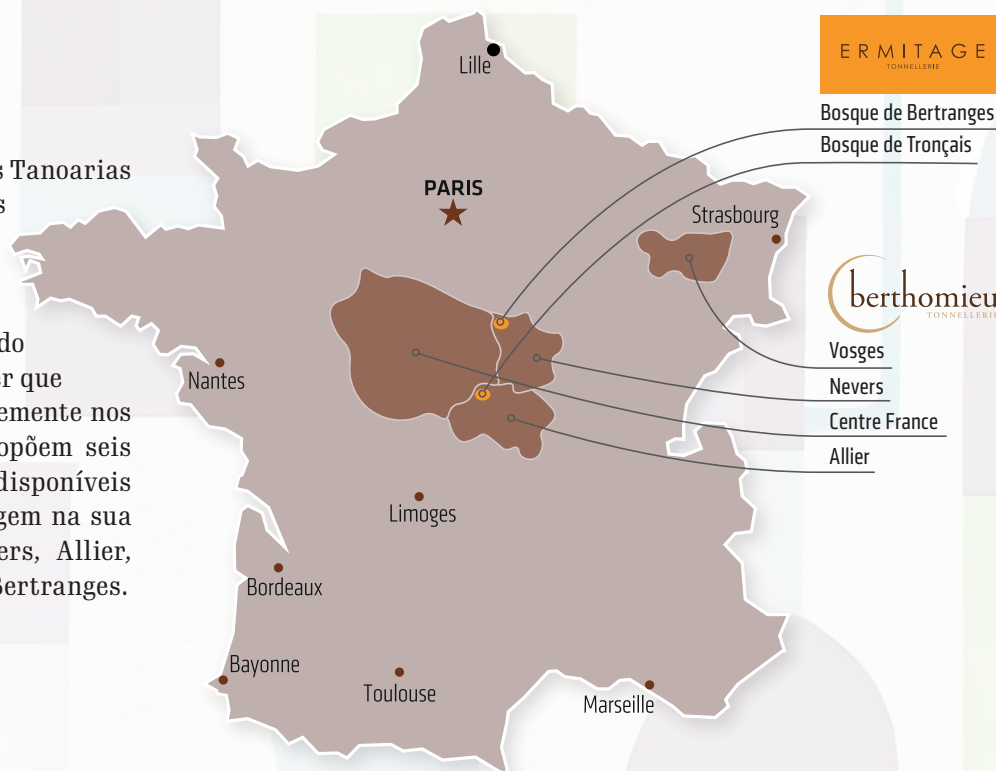 s Tanoarias
s
do
er que
emente nos
opõem seis
disponíveis
gem na sua
ers, Allier,
Bertranges.
Lille
PARIS
Strasbourg
Nantes
Limoges
Bordeaux
Bayonne
Toulouse
Marseille
ERMITAGE
TONNELLERIE
Bosque de Bertranges
Bosque de Tronçais
berthomieu
TONNELLERIE
Vosges
Nevers
Centre France
Allier